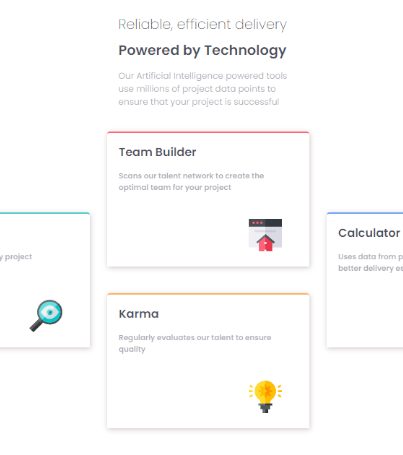 Reliable, efficient delivery
Powered by Technology
Our Artificial Intelligence powered tools
use millions of project data points to
ensure that your project is successful
Team Builder
Scans our talent network to create the
optimal team for your project
y project
Calculator
Uses data from p
better delivery es
Karma
Regularly evaluates our talent to ensure
quality